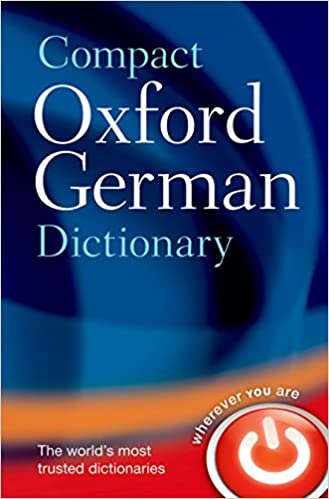 Compact
Oxford
German
Dictionary
wherever YOU are
The world's most
trusted dictionaries